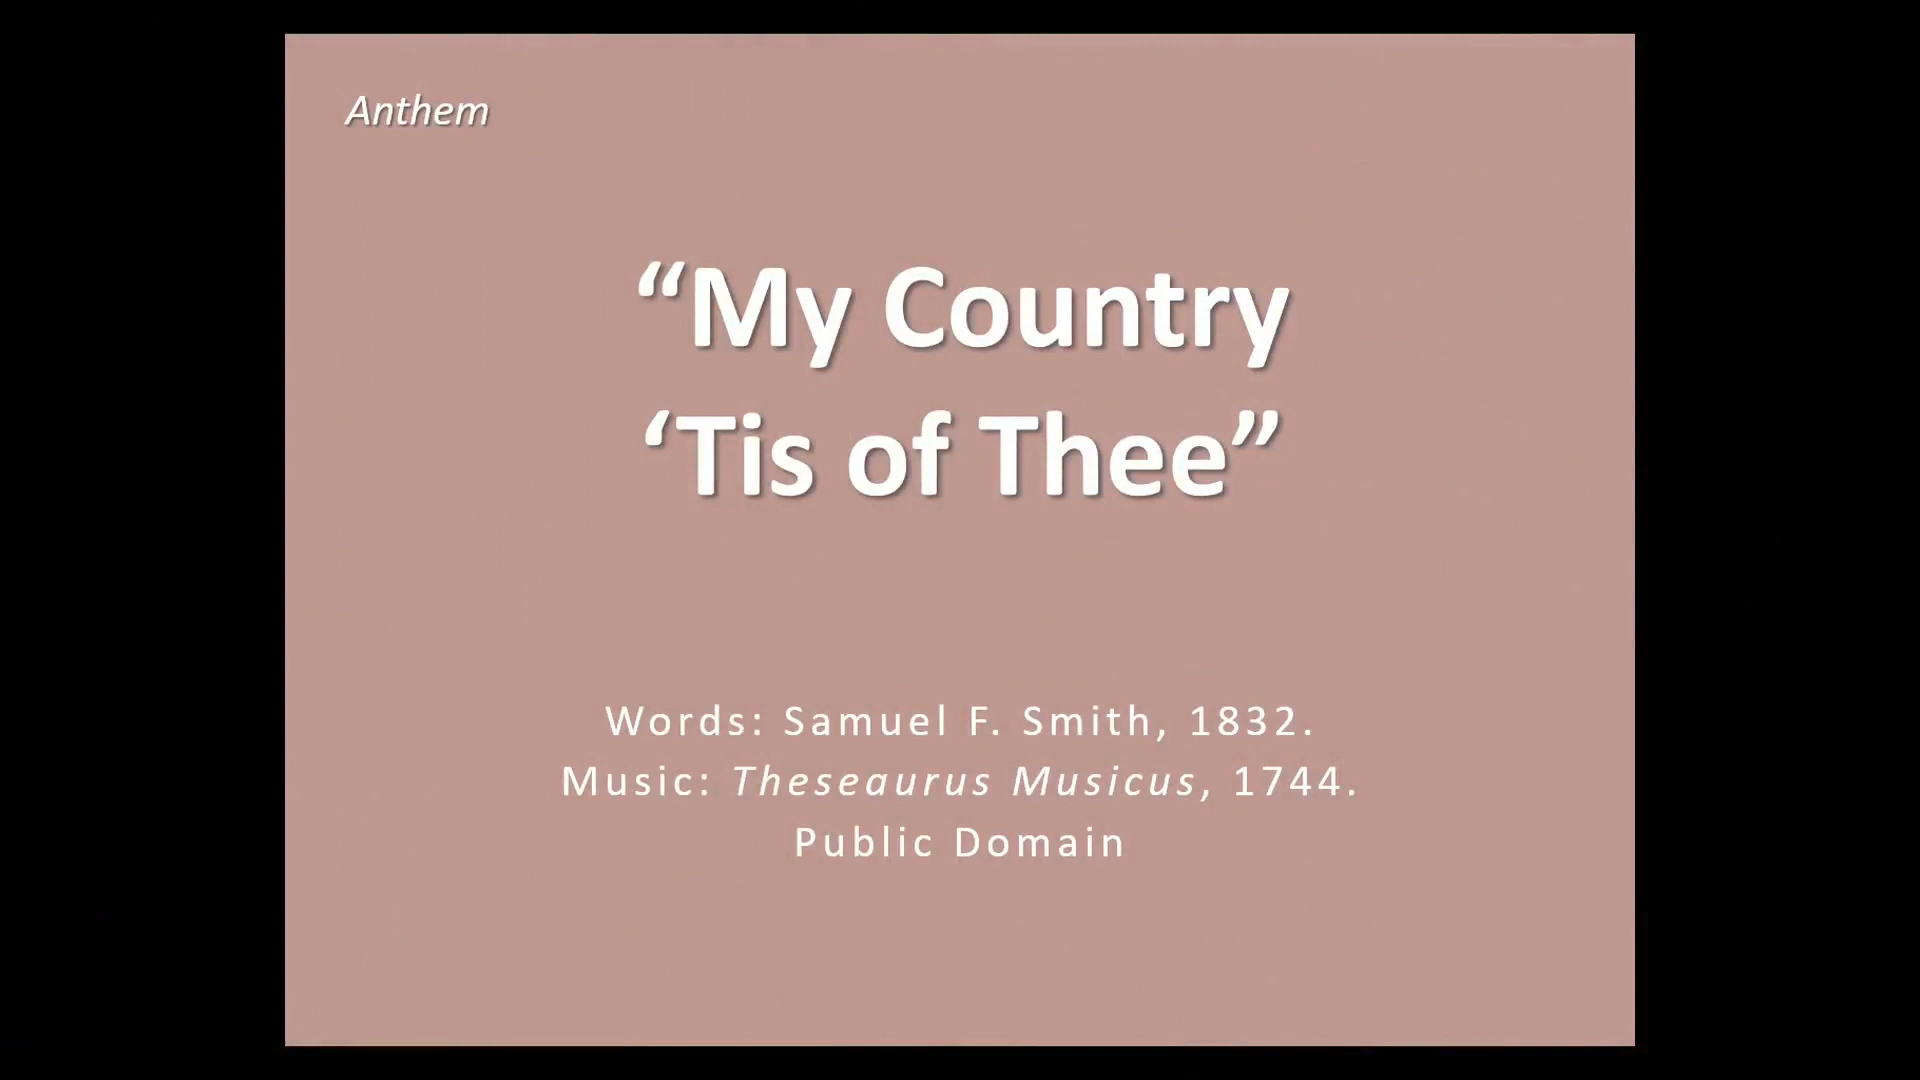 Anthem
“My Country
‘Tis of Thee”
Words: Samuel F. Smith, 1832.
Music: Theseaurus Musicus, 1744.
Public Domain